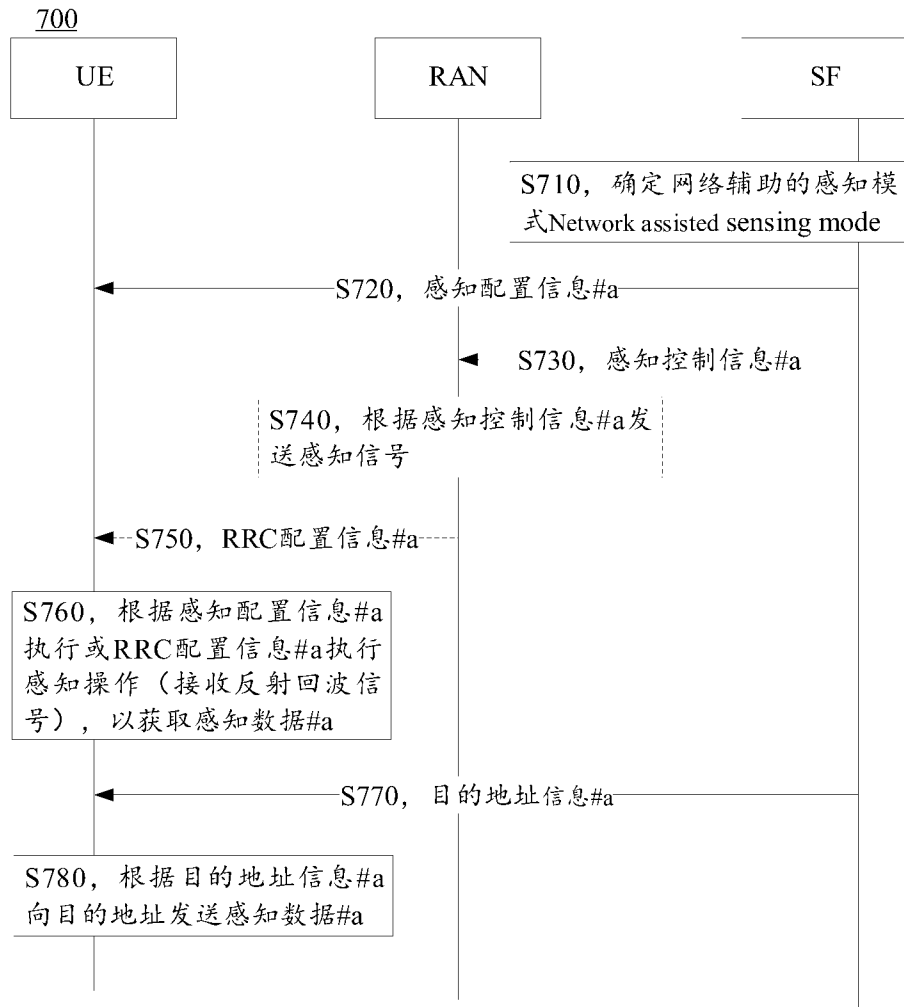 700
UE
RAN
SF
S710，确定网络辅助的感知模
式Network assisted sensing mode
S720，感知配置信息#a
S730，感知控制信息#a
S740，根据感知控制信息#a发
送感知信号
S750，RRC配置信息#a
S760，根据感知配置信息#a
执行或RRC配置信息#a执行
感知操作（接收反射回波信
号），以获取感知数据#a
S770，目的地址信息#a
S780，根据目的地址信息#a
向目的地址发送感知数据#a